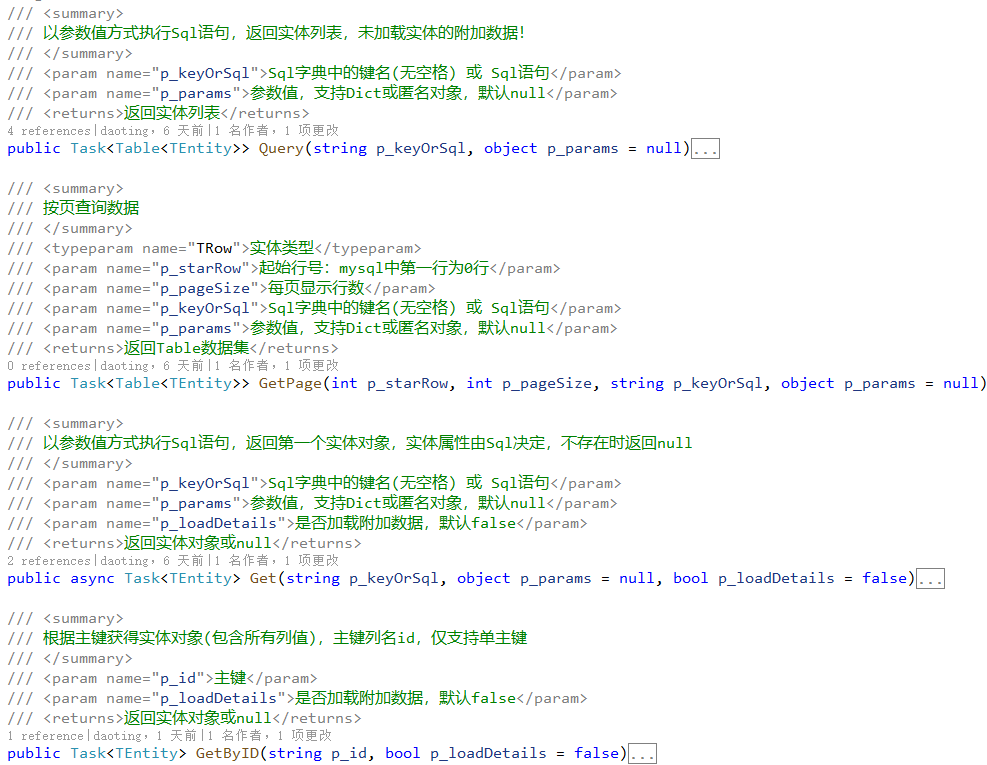 /// <summary>
/// 以参数值方式执行Sql语句，返回实体列表，未加载实体的附加数据！
/// </summary>
/// <param name="p_keyOrSql">Sql字典中的键名(无空格) 或 Sql语句</param>
/// <param name="p_params">参数值，支持Dict或匿名对象，默认null</param>
/// <returns>返回实体列表</returns>
4 references|daoting，6 天前|1 名作者，1 项更改
public Task<Table<TEntity>> Query(string p_keyOrSql, object p_params = null)...
/// <summary>
/// 按页查询数据
/// </summary>
/// <typeparam name="TRow">实体类型</typeparam>
/// <param name="p_starRow">起始行号：mysql中第一行为0行</param>
/// <param name="p_pageSize">每页显示行数</param>
/// <param name="p_keyOrSql">Sql字典中的键名(无空格) 或 Sql语句</param>
/// <param name="p_params">参数值，支持Dict或匿名对象，默认null</param>
/// <returns>返回Table数据集</returns>
0 references|daoting，6 天前|1 名作者，1 项更改
public Task<Table<TEntity>> GetPage(int p_starRow, int p_pageSize, string p_keyOrSql, object p_params = null)
/// <summary>
/// 以参数值方式执行Sql语句，返回第一个实体对象，实体属性由Sql决定，不存在时返回null
/// </summary>
/// <param name="p_keyOrSql">Sql字典中的键名(无空格) 或 Sql语句</param>
/// <param name="p_params">参数值，支持Dict或匿名对象，默认null</param>
/// <param name="p_loadDetails">是否加载附加数据，默认false</param>
/// <returns>返回实体对象或null</returns>
2 references|daoting，6 天前|1 名作者，1 项更改
public async Task<TEntity> Get(string p_keyOrSql, object p_params = null, bool p_loadDetails = false)...
/// <summary>
/// 根据主键获得实体对象(包含所有列值)，主键列名id，仅支持单主键
/// </summary>
/// <param name="p_id">主键</param>
/// <param name="p_loadDetails">是否加载附加数据，默认false</param>
/// <returns>返回实体对象或null</returns>
1 reference|daoting，1 天前|1 名作者，1 项更改
public Task<TEntity> GetByID(string p_id, bool p_loadDetails = false)...